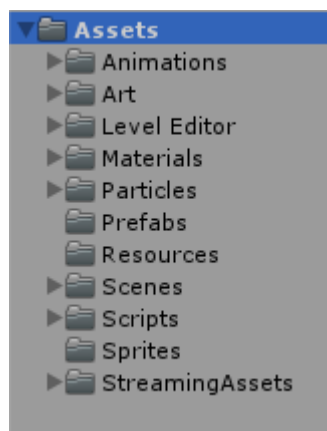 Assets
Animations
Art
Level Editor
Materials
Particles
Prefabs
Resources
Scenes
Scripts
Sprites
StreamingAssets